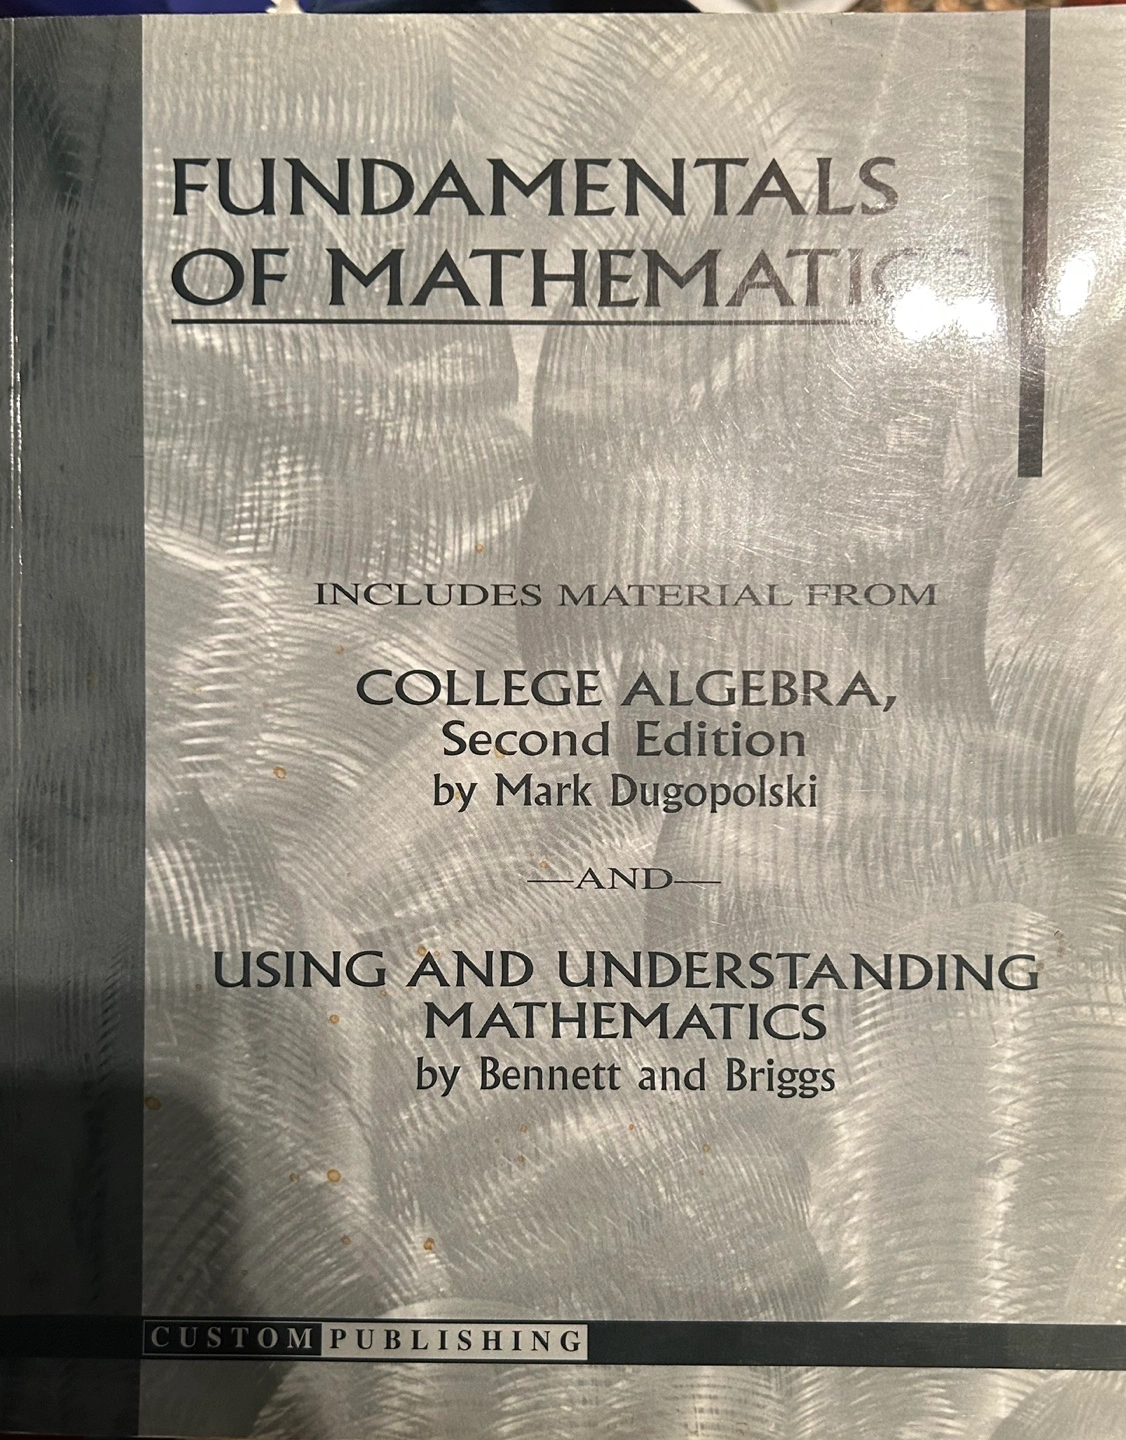 FUNDAMENTALS
OF MATHEMATICS
INCLUDES MATERIAL FROM
COLLEGE ALGEBRA,
Second Edition
by Mark Dugopolski
—AND—
USING AND UNDERSTANDING
MATHEMATICS
by Bennett and Briggs
CUSTOM PUBLISHING